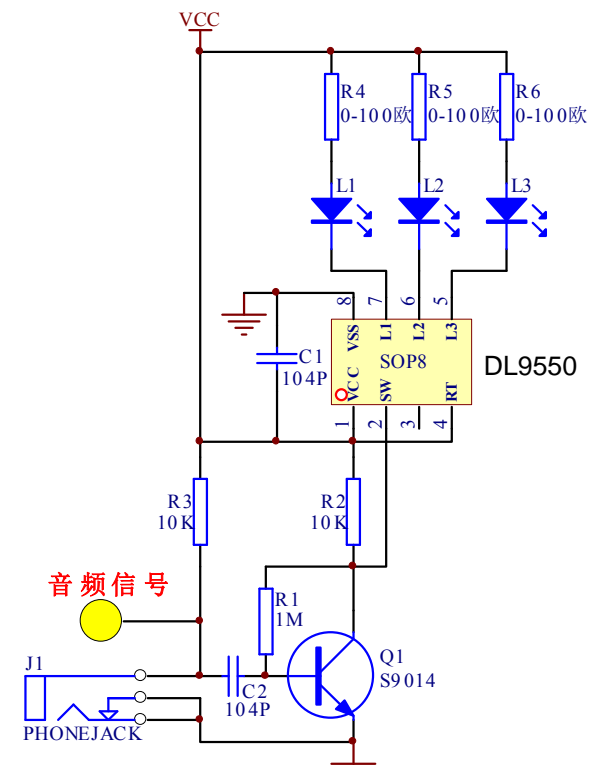 VCC
R4
0-100欧
R5
0-100欧
R6
0-100欧
L1
L2
L3
8
7
6
5
VSS
L1
L2
L3
SOP8
DL9550
VCC
SW
RT
1
2
3
4
C1
104P
R3
10K
R2
10K
音频信号
R1
1M
J1
C2
104P
Q1
S9014
PHONEJACK